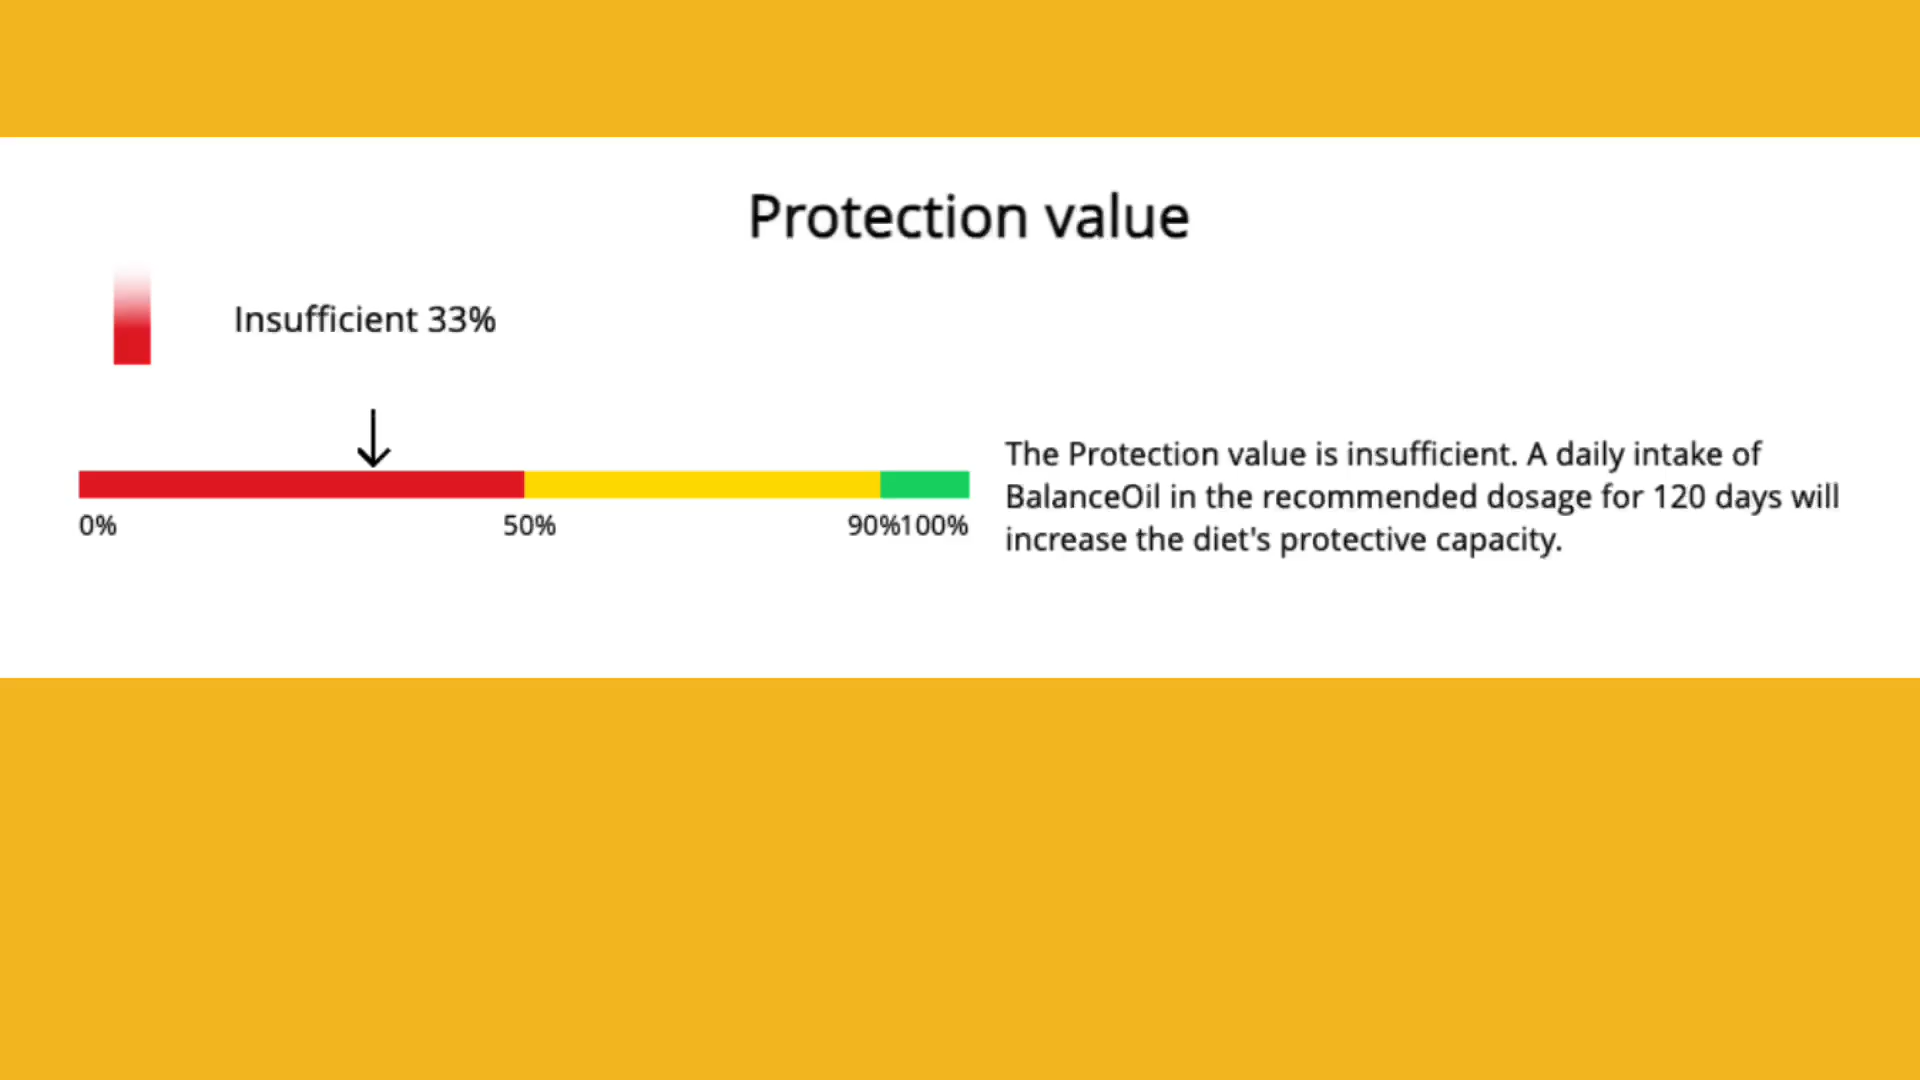 Protection value
Insufficient 33%
0%
50%
90%100%
The Protection value is insufficient. A daily intake of
BalanceOil in the recommended dosage for 120 days will
increase the diet's protective capacity.